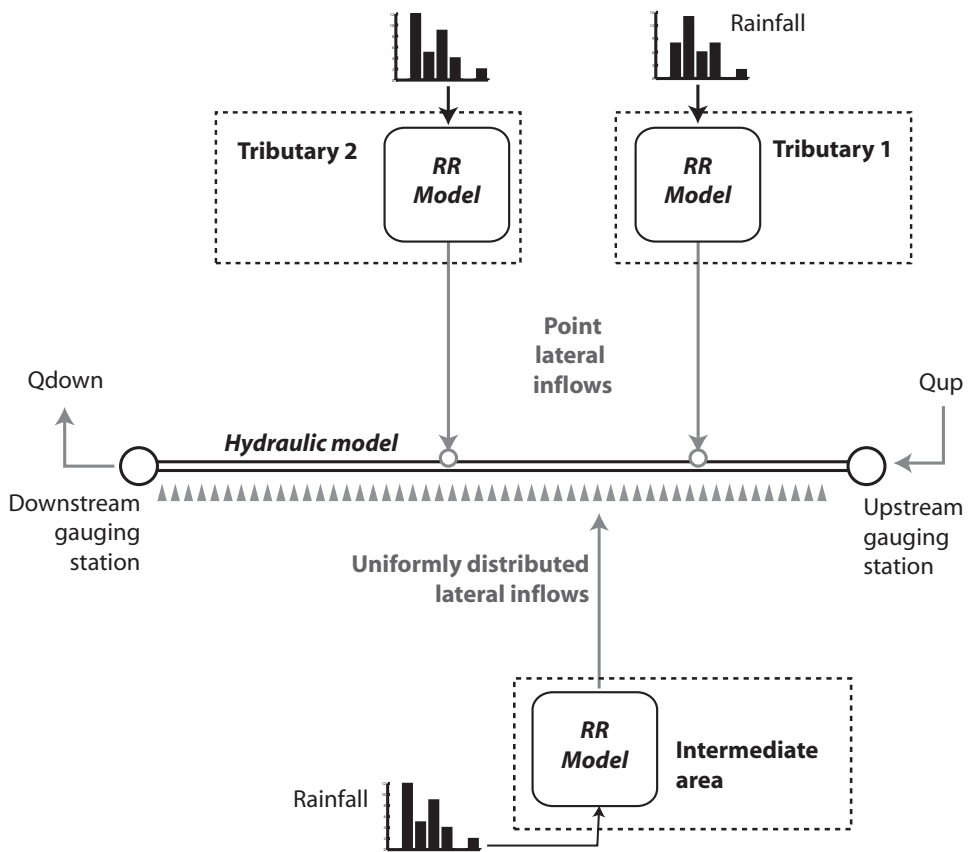 Rainfall
Tributary 2
RR
Model
RR
Model
Tributary 1
Point
lateral
inflows
Qdown
Qup
Hydraulic model
Downstream
gauging
station
Upstream
gauging
station
Uniformly distributed
lateral inflows
RR
Model
Intermediate
area
Rainfall